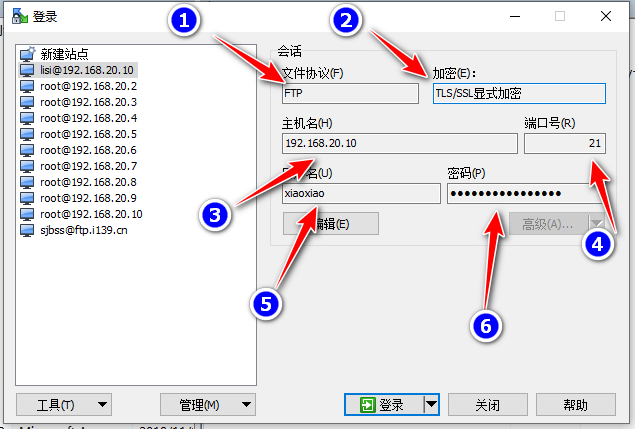 登录
新建站点
lisi@192.168.20.10
root@192.168.20.2
root@192.168.20.3
root@192.168.20.4
root@192.168.20.5
root@192.168.20.6
root@192.168.20.7
root@192.168.20.8
root@192.168.20.9
root@192.168.20.10
sjbss@ftp.i139.cn
会话
1
2
文件协议(F)
加密(E):
FTP
TLS/SSL显式加密
主机名(H)
端口号(R)
192.168.20.10
21
名(U)
密码(P)
xiaoxiao
●●●●●●●●●●●●●●●●
3
4
编辑(E)
高级(A)...
5
6
工具(T)
管理(M)
登录
关闭
帮助